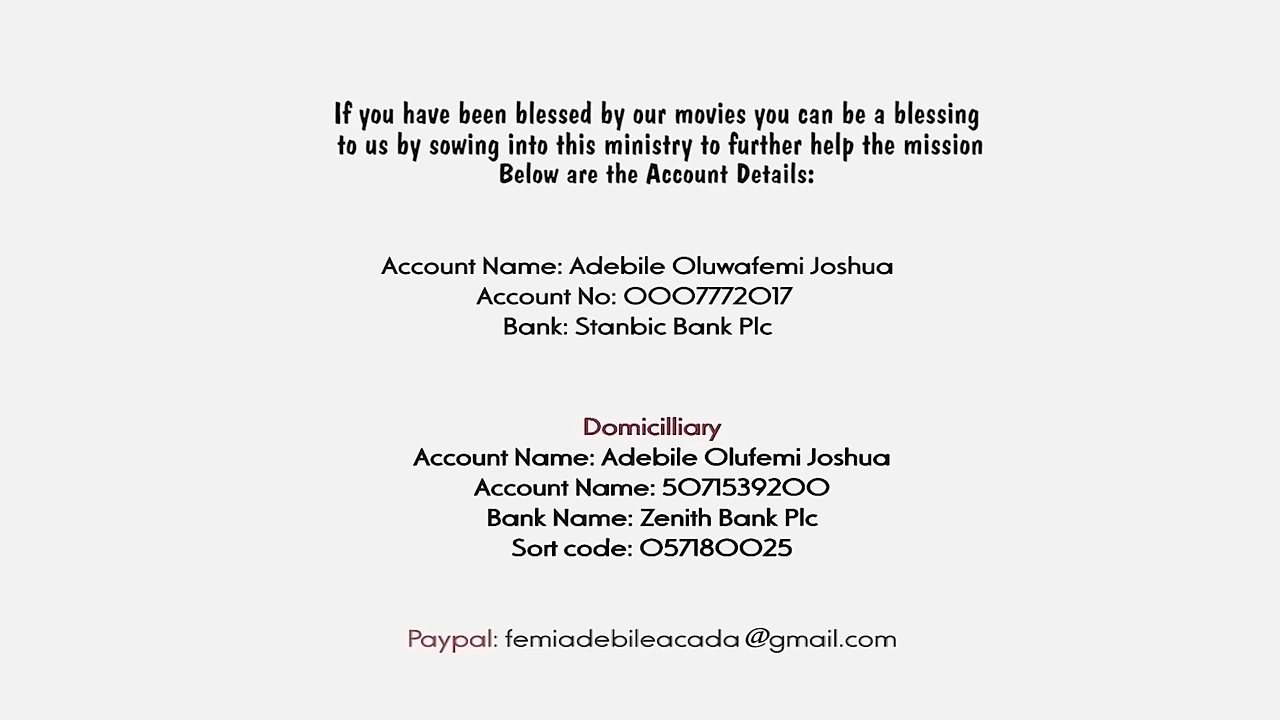 If you have been blessed by our movies you can be a blessing
to us by sowing into this ministry to further help the mission
Below are the Account Details:
Account Name: Adebile Oluwafemi Joshua
Account No: 0007772017
Bank: Stanbic Bank Plc
Domicilliary
Account Name: Adebile Olufemi Joshua
Account Name: 5071539200
Bank Name: Zenith Bank Plc
Sort code: 057180025
Paypal: femiadebileacada@gmail.com